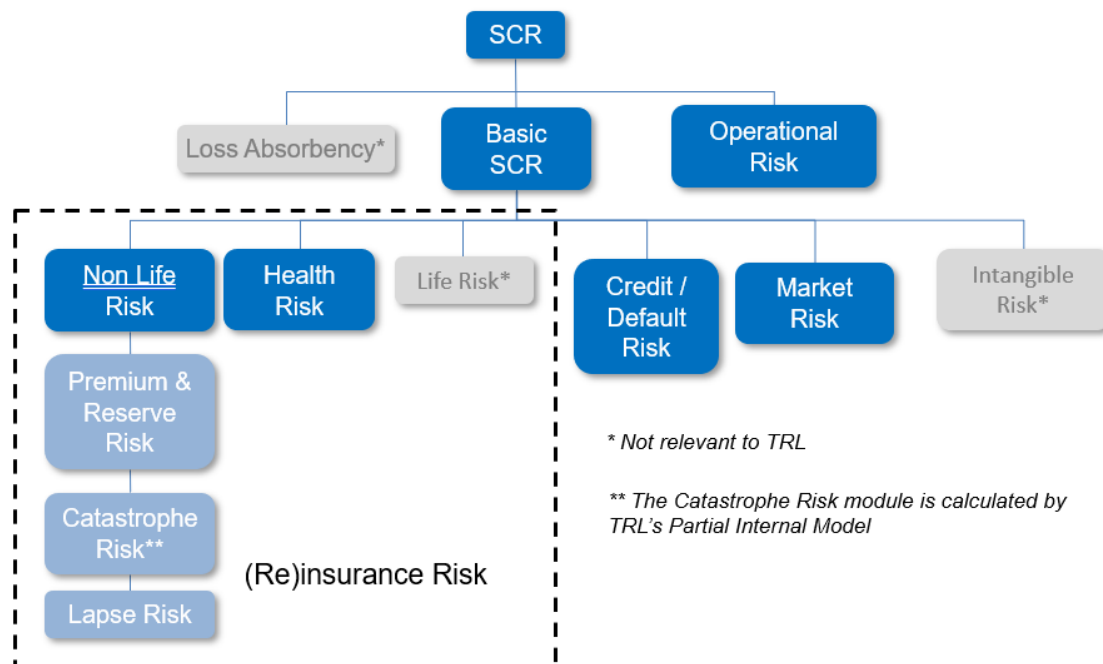 SCR
Loss Absorbency*
Basic
SCR
Operational
Risk
Non Life
Risk
Health
Risk
Life Risk*
Credit /
Default
Risk
Market
Risk
Intangible
Risk*
Premium &
Reserve
Risk
Catastrophe
Risk**
Lapse Risk
(Re)insurance Risk
* Not relevant to TRL
** The Catastrophe Risk module is calculated by
TRL's Partial Internal Model